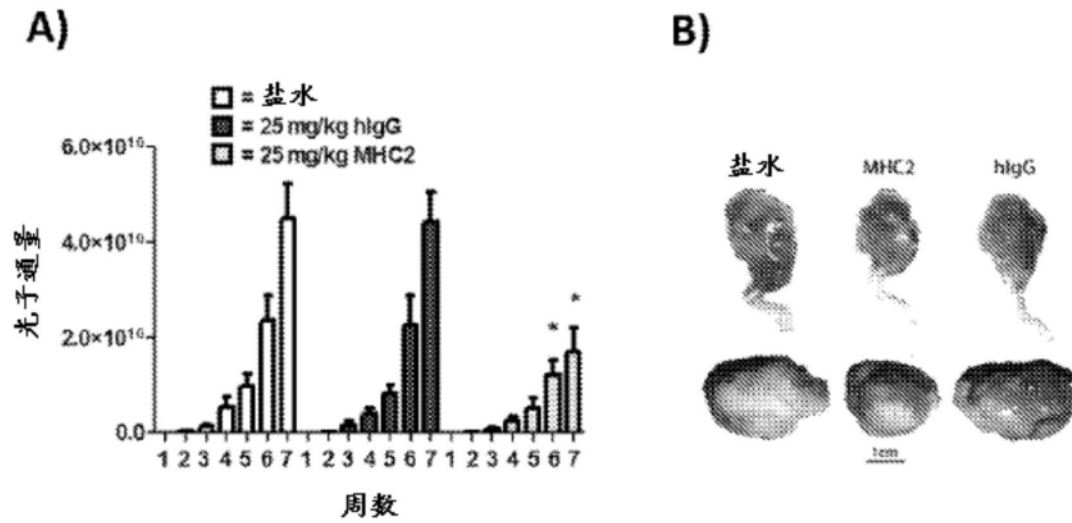 A)
□ = 盐水
□ = 25 mg/kg hIgG
□ = 25 mg/kg MHC2
6.0×10¹⁰
4.0×10¹⁰
2.0×10¹⁰
0.0
光子通量
* *
1 2 3 4 5 6 7 1 2 3 4 5 6 7 1 2 3 4 5 6 7
周数
B)
盐水 MHC2 hIgG
1cm